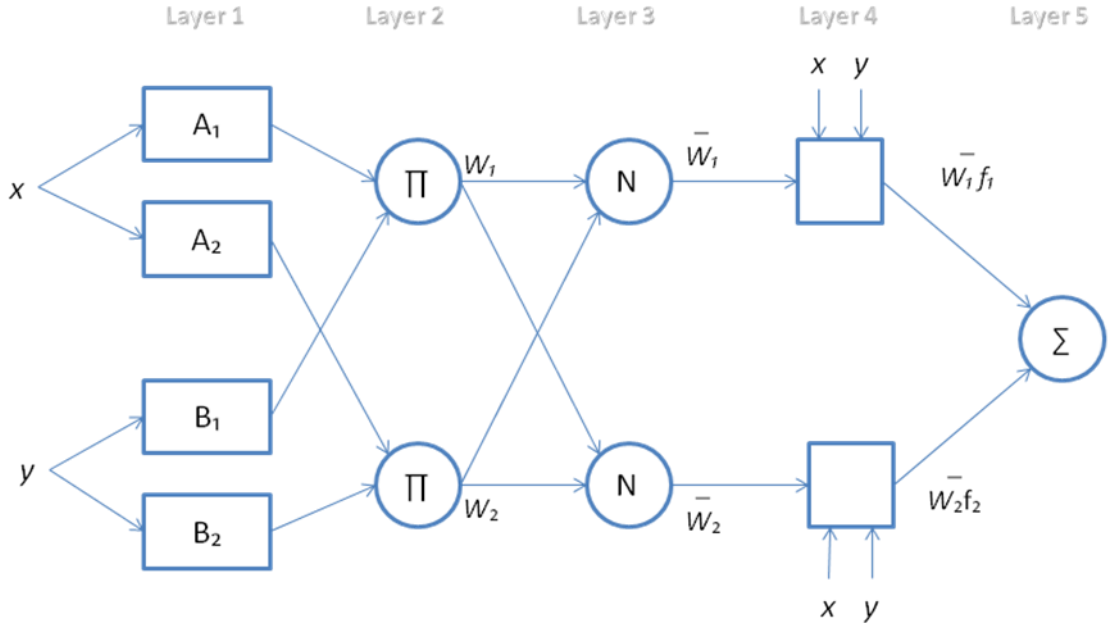 Layer 1 Layer 2 Layer 3 Layer 4 Layer 5
x y
A₁
∏ W₁ N W̄₁ W̄₁f₁
x
A₂
∑
B₁
y
∏ W₂ N W̄₂ W̄₂f₂
B₂
x y